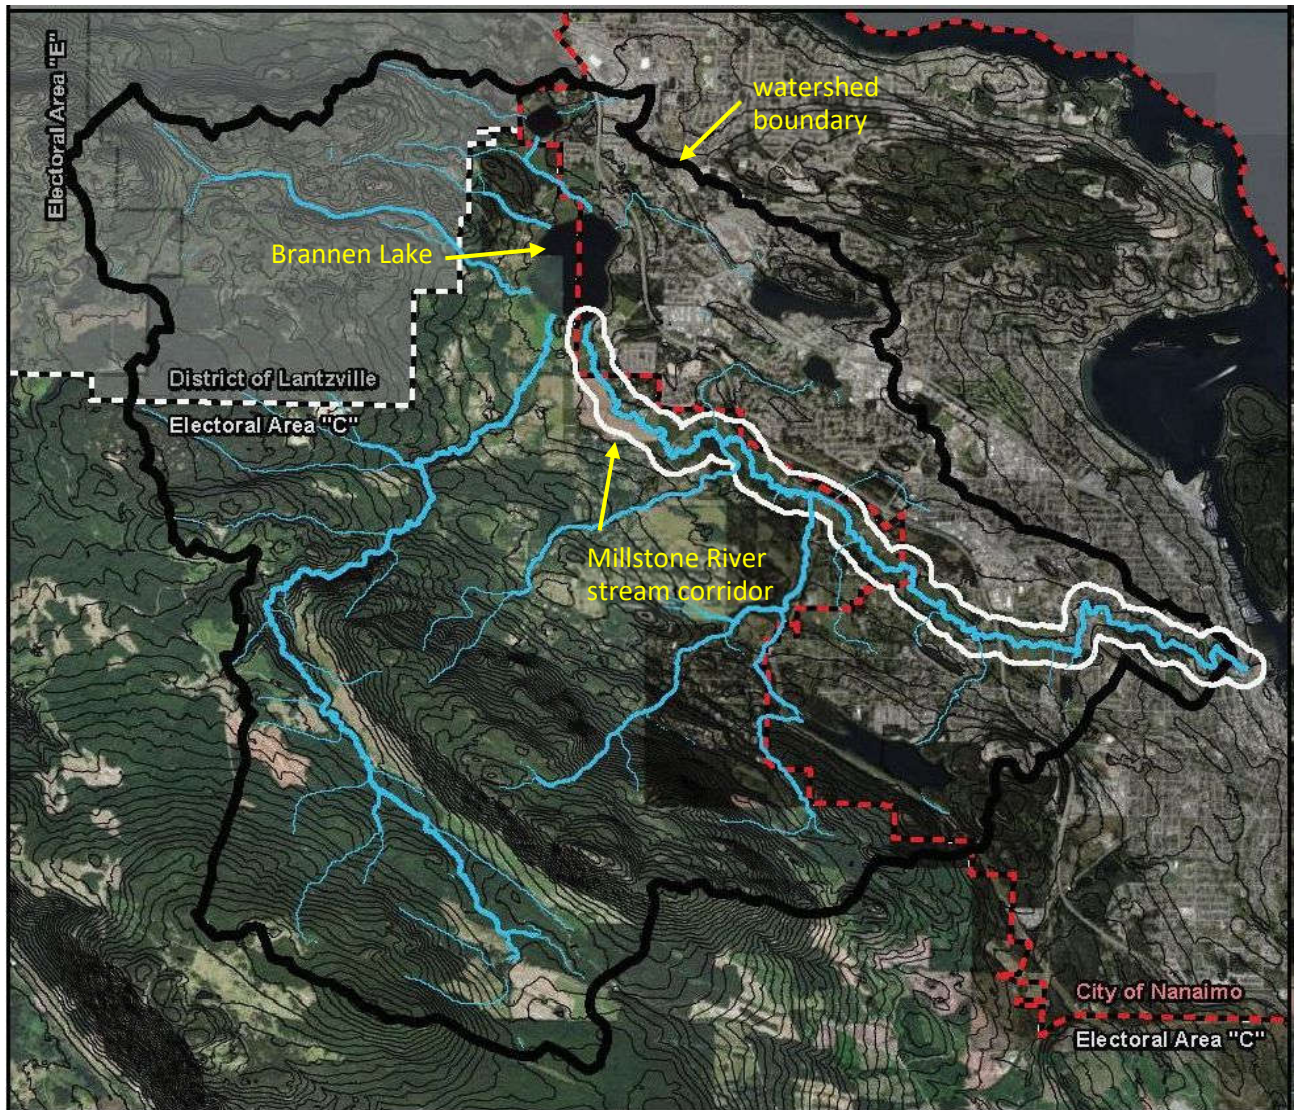 Electoral Area "E"
watershed
boundary
Brannen Lake
District of Lantzville
Electoral Area "C"
Millstone River
stream corridor
City of Nanaimo
Electoral Area "C"